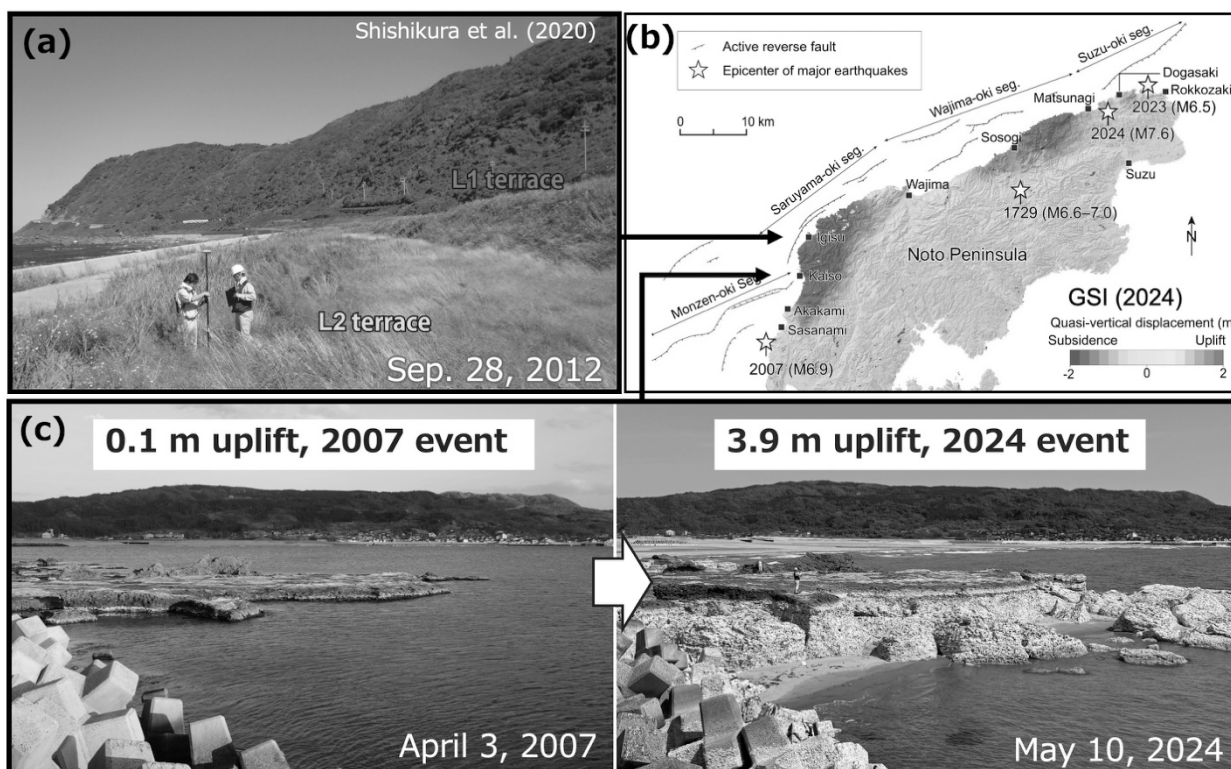 (a)
Shishikura et al. (2020)
L1 terrace
L2 terrace
Sep. 28, 2012
(b)
Active reverse fault
Epicenter of major earthquakes
0 10 km
Suzu-oki seg.
Wajima-oki seg.
Saruyama-oki seg.
Monzen-oki Seg.
Dogasaki
Rokkozaki
Matsunagi
2023 (M6.5)
2024 (M7.6)
Sosogi
Suzu
Wajima
1729 (M6.6–7.0)
N
Igisu
Noto Peninsula
Kaiso
Akakami
Sasanami
2007 (M6.9)
GSI (2024)
Quasi-vertical displacement (m
Subsidence Uplift
-2 0 2
(c)
0.1 m uplift, 2007 event
3.9 m uplift, 2024 event
April 3, 2007
May 10, 2024